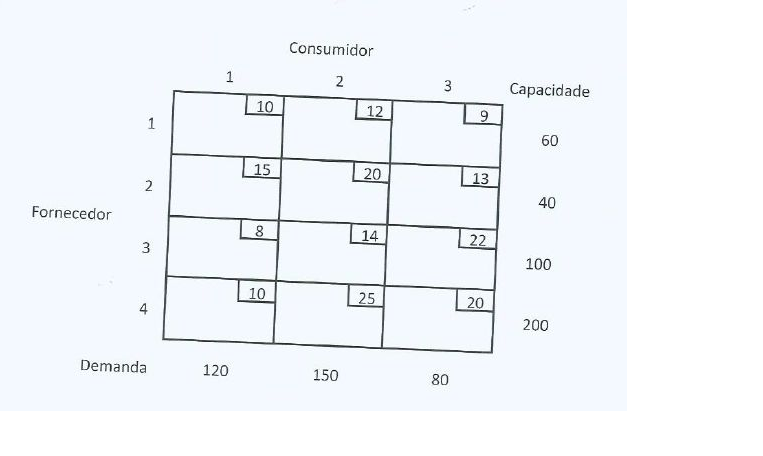 Consumidor
1 2 3 Capacidade
10 12 9
1 60
15 20 13
2 40
Fornecedor
8 14 22
3 100
10 25 20
4 200
Demanda 120 150 80